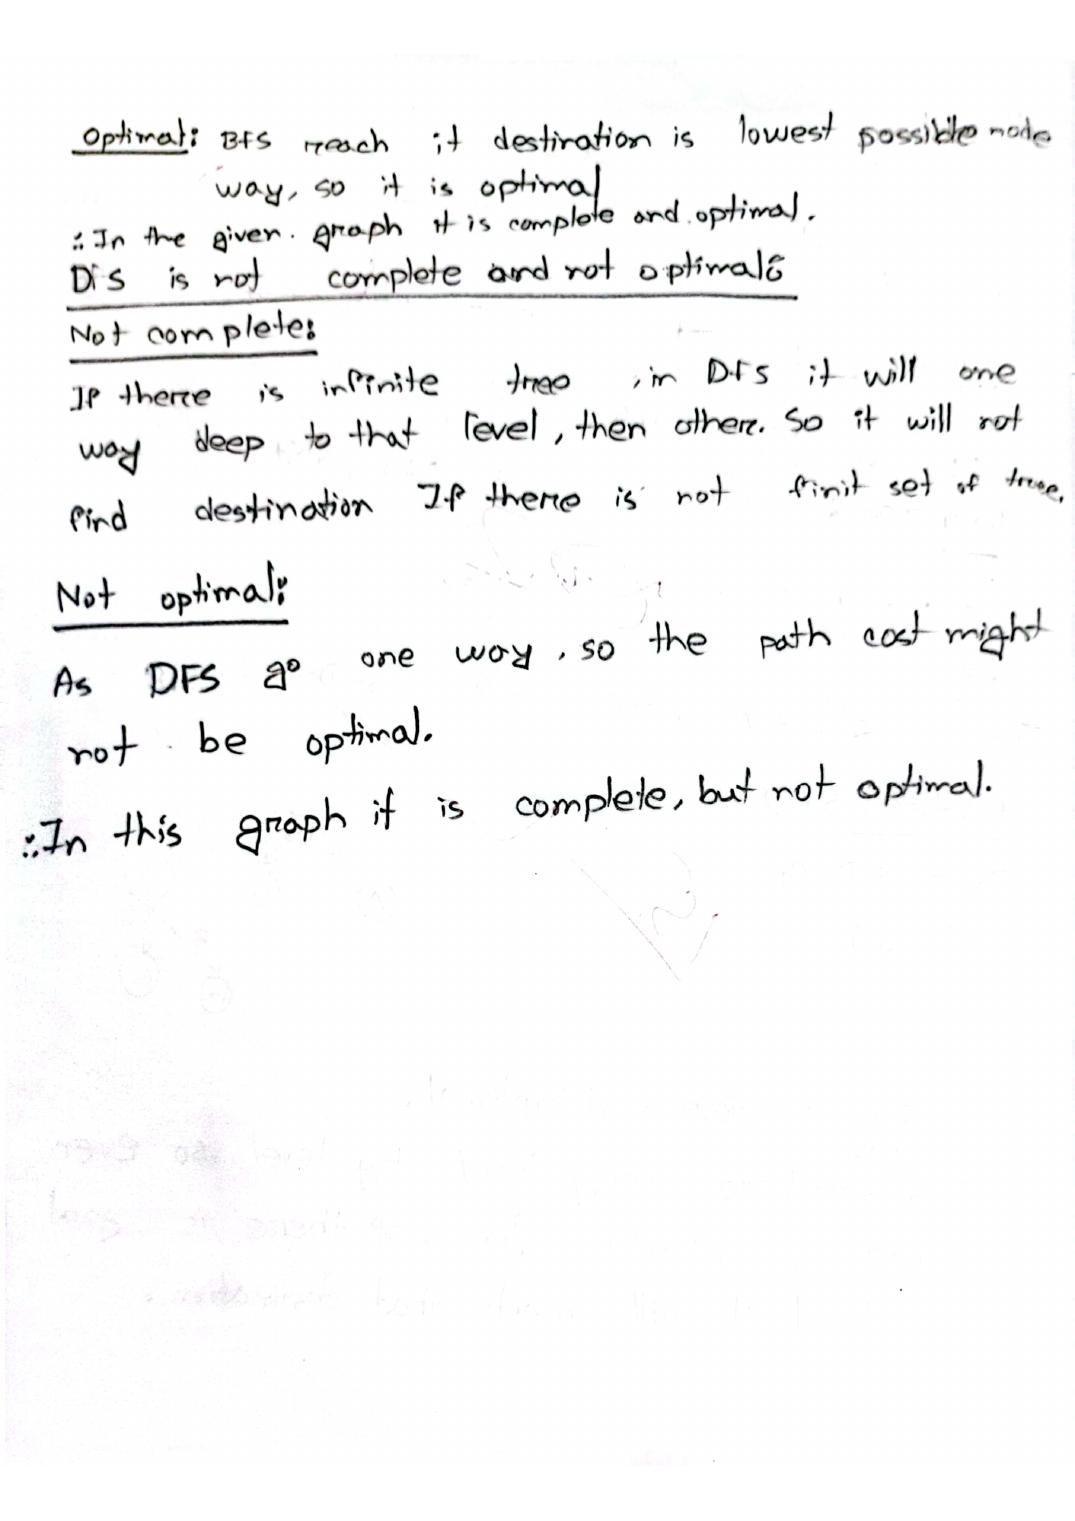 Optimal: BFS reach it destination is lowest possible node
way, so it is optimal
∴ In the given. graph it is complete and optimal.
DFS is not complete and not optimal:
Not complete:
If there is infinite tree, in DFS it will one
way deep to that level, then other. So it will not
find destination If there is not finit set of tree.
Not optimal:
As DFS go one way, so the path cost might
not be optimal.
∴ In this graph it is complete, but not optimal.